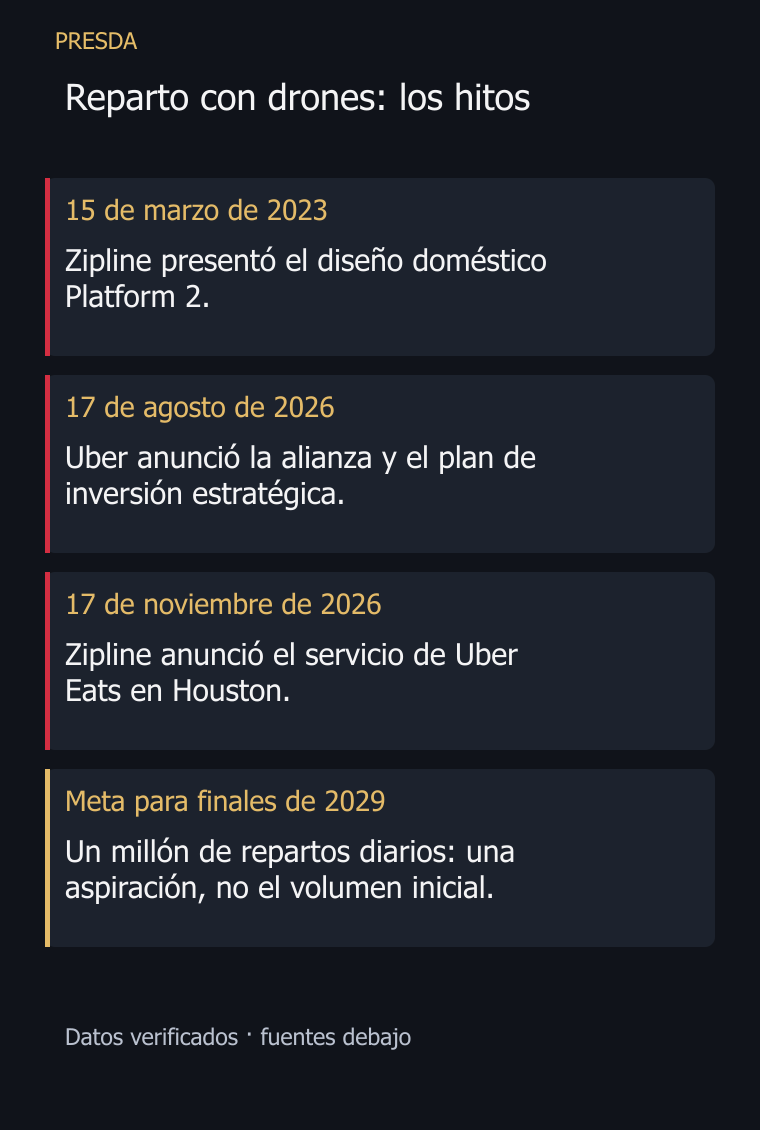 PRESDA
Reparto con drones: los hitos
15 de marzo de 2023
Zipline presentó el diseño doméstico
Platform 2.
17 de agosto de 2026
Uber anunció la alianza y el plan de
inversión estratégica.
17 de noviembre de 2026
Zipline anunció el servicio de Uber
Eats en Houston.
Meta para finales de 2029
Un millón de repartos diarios: una
aspiración, no el volumen inicial.
Datos verificados · fuentes debajo